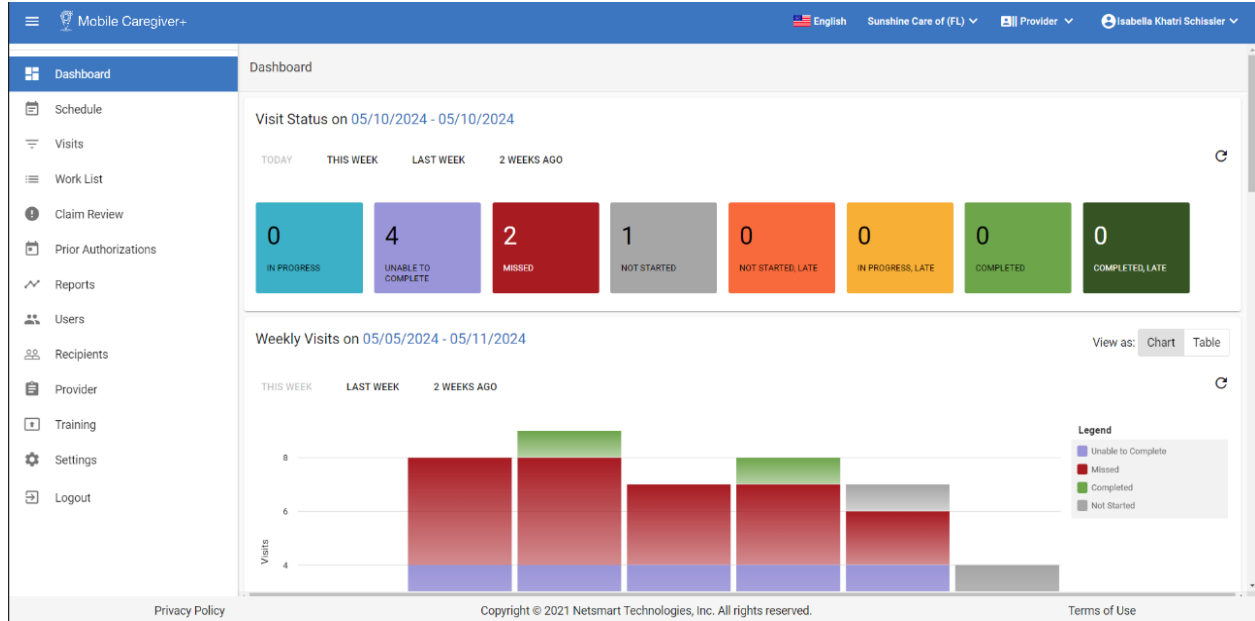 Mobile Caregiver+
English Sunshine Care of (FL) Provider Isabella Khatri Schissler
Dashboard
Schedule
Visits
Work List
Claim Review
Prior Authorizations
Reports
Users
Recipients
Provider
Training
Settings
Logout
Dashboard
Visit Status on 05/10/2024 - 05/10/2024
TODAY THIS WEEK LAST WEEK 2 WEEKS AGO
0
IN PROGRESS
4
UNABLE TO
COMPLETE
2
MISSED
1
NOT STARTED
0
NOT STARTED, LATE
0
IN PROGRESS, LATE
0
COMPLETED
0
COMPLETED, LATE
Weekly Visits on 05/05/2024 - 05/11/2024
View as: Chart Table
THIS WEEK LAST WEEK 2 WEEKS AGO
8
6
4
Visits
Legend
Unable to Complete
Missed
Completed
Not Started
Privacy Policy
Copyright © 2021 Netsmart Technologies, Inc. All rights reserved.
Terms of Use